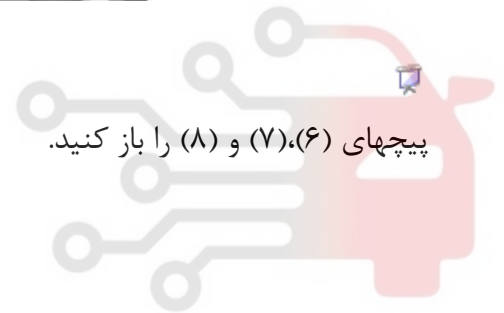 پیچهای (۶)،(۷) و (۸) را باز کنید.